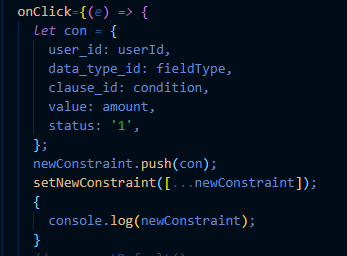 onClick={(e) => {
let con = {
user_id: userId,
data_type_id: fieldType,
clause_id: condition,
value: amount,
status: '1',
};
newConstraint.push(con);
setNewConstraint([...newConstraint]);
{
console.log(newConstraint);
}